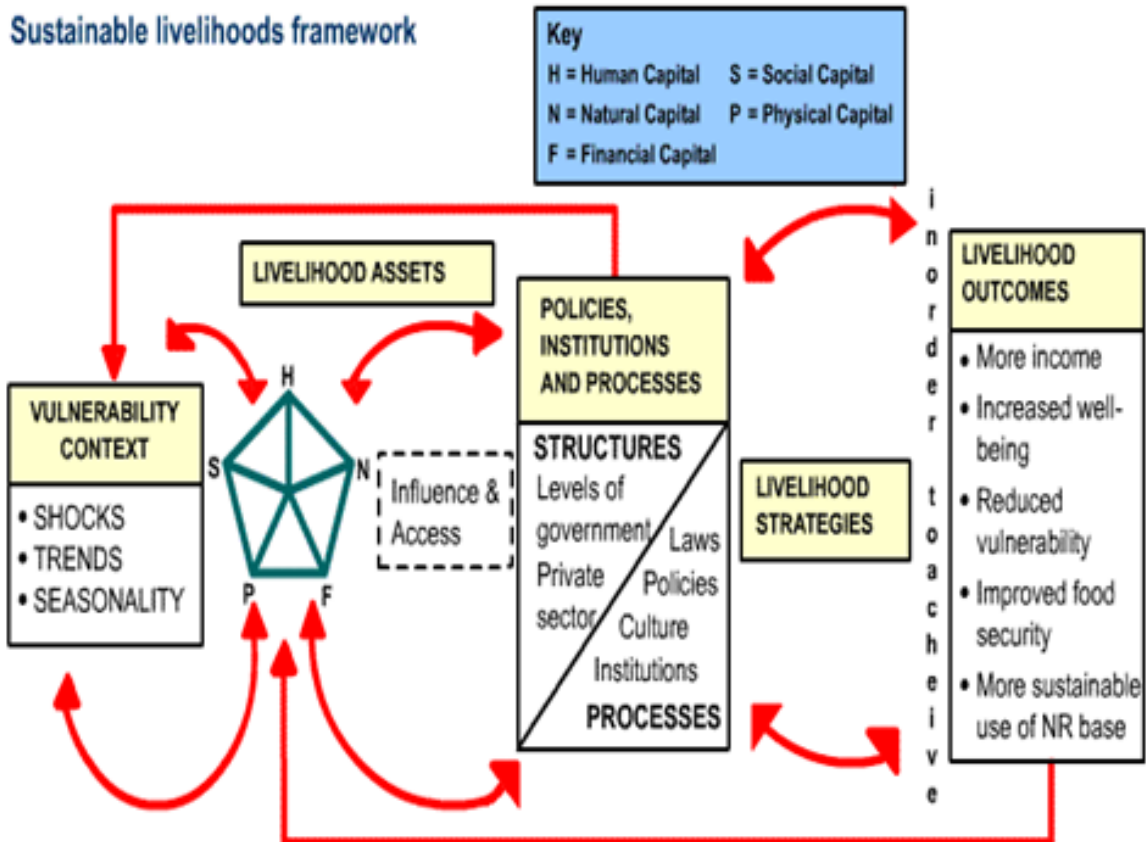 Sustainable livelihoods framework
Key
H = Human Capital S = Social Capital
N = Natural Capital P = Physical Capital
F = Financial Capital
LIVELIHOOD ASSETS
VULNERABILITY
CONTEXT
• SHOCKS
• TRENDS
• SEASONALITY
H
S
N
P
F
Influence &
Access
POLICIES,
INSTITUTIONS
AND PROCESSES
STRUCTURES
Levels of
government
Private
sector
Laws
Policies
Culture
Institutions
PROCESSES
LIVELIHOOD
STRATEGIES
inorder toacheive
LIVELIHOOD
OUTCOMES
• More income
• Increased well-
being
• Reduced
vulnerability
• Improved food
security
• More sustainable
use of NR base